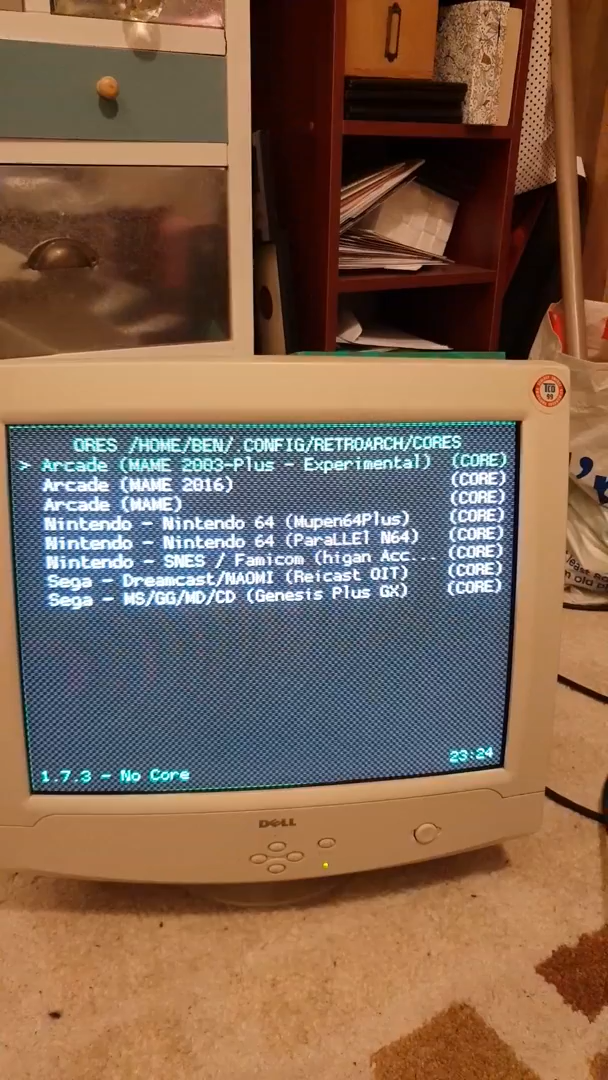 ORES /HOME/BEN/.CONFIG/RETROARCH/CORES
> Arcade (MAME 2003-Plus - Experimental) (CORE)
Arcade (MAME 2016) (CORE)
Arcade (MAME) (CORE)
Nintendo - Nintendo 64 (Mupen64Plus) (CORE)
Nintendo - Nintendo 64 (ParaLLEl N64) (CORE)
Nintendo - SNES / Famicom (higan Acc... (CORE)
Sega - Dreamcast/NAOMI (Reicast OIT) (CORE)
Sega - MS/GG/MD/CD (Genesis Plus GX) (CORE)
23:24
1.7.3 - No Core
DELL
TCO
99